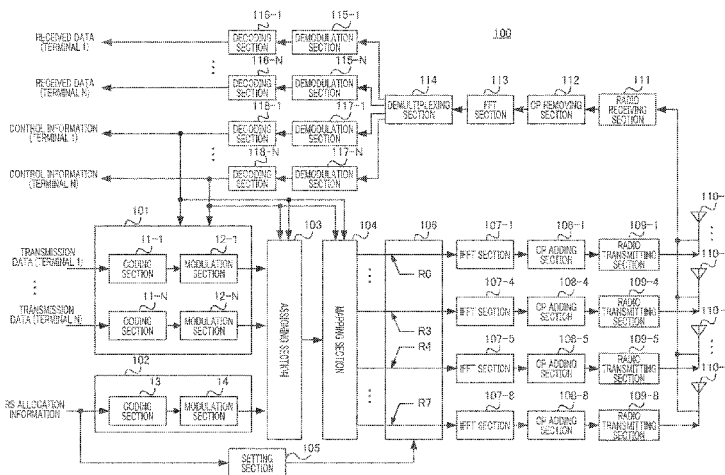 116-1
115-1
RECEIVED DATA
(TERMINAL 1)
DECODING
SECTION
DEMODULATION
SECTION
100
116-N
115-N
RECEIVED DATA
(TERMINAL N)
DECODING
SECTION
DEMODULATION
SECTION
114
113
112
111
DEMULTIPLEXING
SECTION
FFT
SECTION
CP REMOVING
SECTION
RADIO
RECEIVING
SECTION
118-1
117-1
CONTROL INFORMATION
(TERMINAL 1)
DECODING
SECTION
DEMODULATION
SECTION
118-N
117-N
CONTROL INFORMATION
(TERMINAL N)
DECODING
SECTION
DEMODULATION
SECTION
101
103
104
106
110-
TRANSMISSION
DATA (TERMINAL 1)
11-1
12-1
CODING
SECTION
MODULATION
SECTION
107-1
108-1
109-1
R0
IFFT SECTION
CP ADDING
SECTION
RADIO
TRANSMITTING
SECTION
110-
TRANSMISSION
DATA (TERMINAL N)
11-N
12-N
CODING
SECTION
MODULATION
SECTION
ASSIGNING SECTION
MAPPING SECTION
107-4
108-4
109-4
R3
IFFT SECTION
CP ADDING
SECTION
RADIO
TRANSMITTING
SECTION
110-
R4
107-5
108-5
109-5
IFFT SECTION
CP ADDING
SECTION
RADIO
TRANSMITTING
SECTION
110-
102
13
14
RS ALLOCATION
INFORMATION
CODING
SECTION
MODULATION
SECTION
R7
107-8
108-8
109-8
IFFT SECTION
CP ADDING
SECTION
RADIO
TRANSMITTING
SECTION
105
SETTING
SECTION